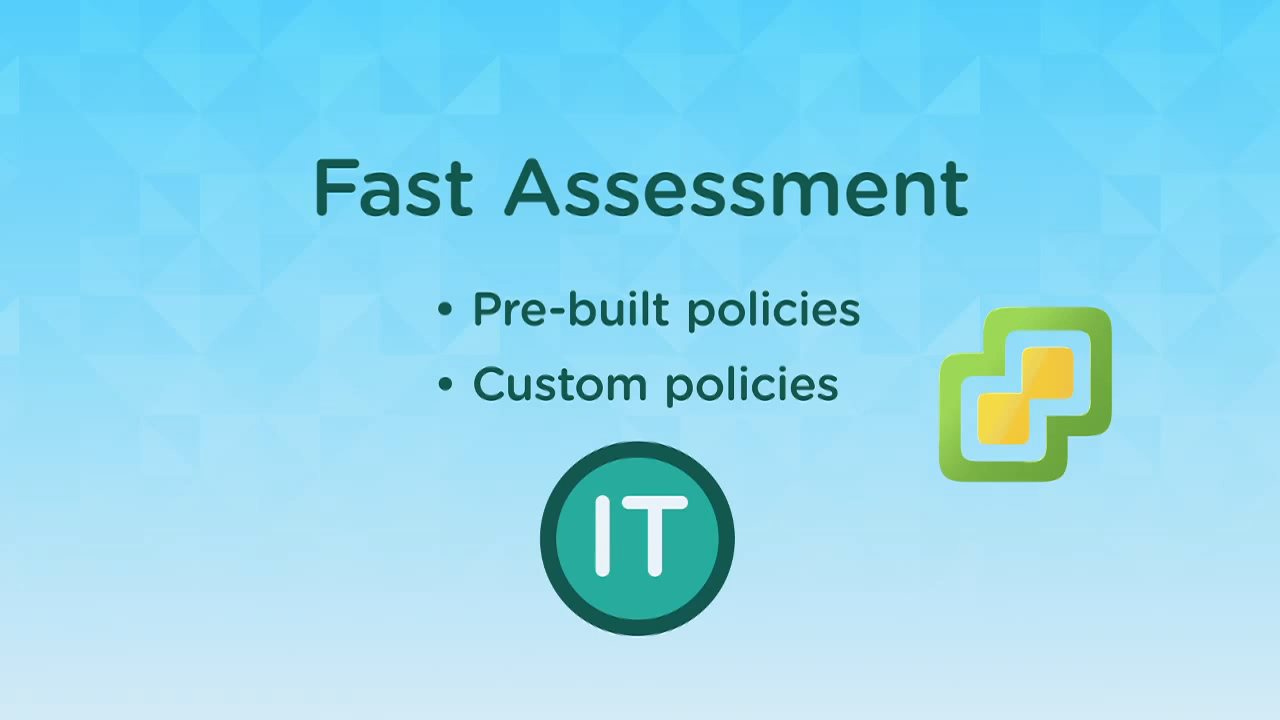 Fast Assessment
• Pre-built policies
• Custom policies
IT